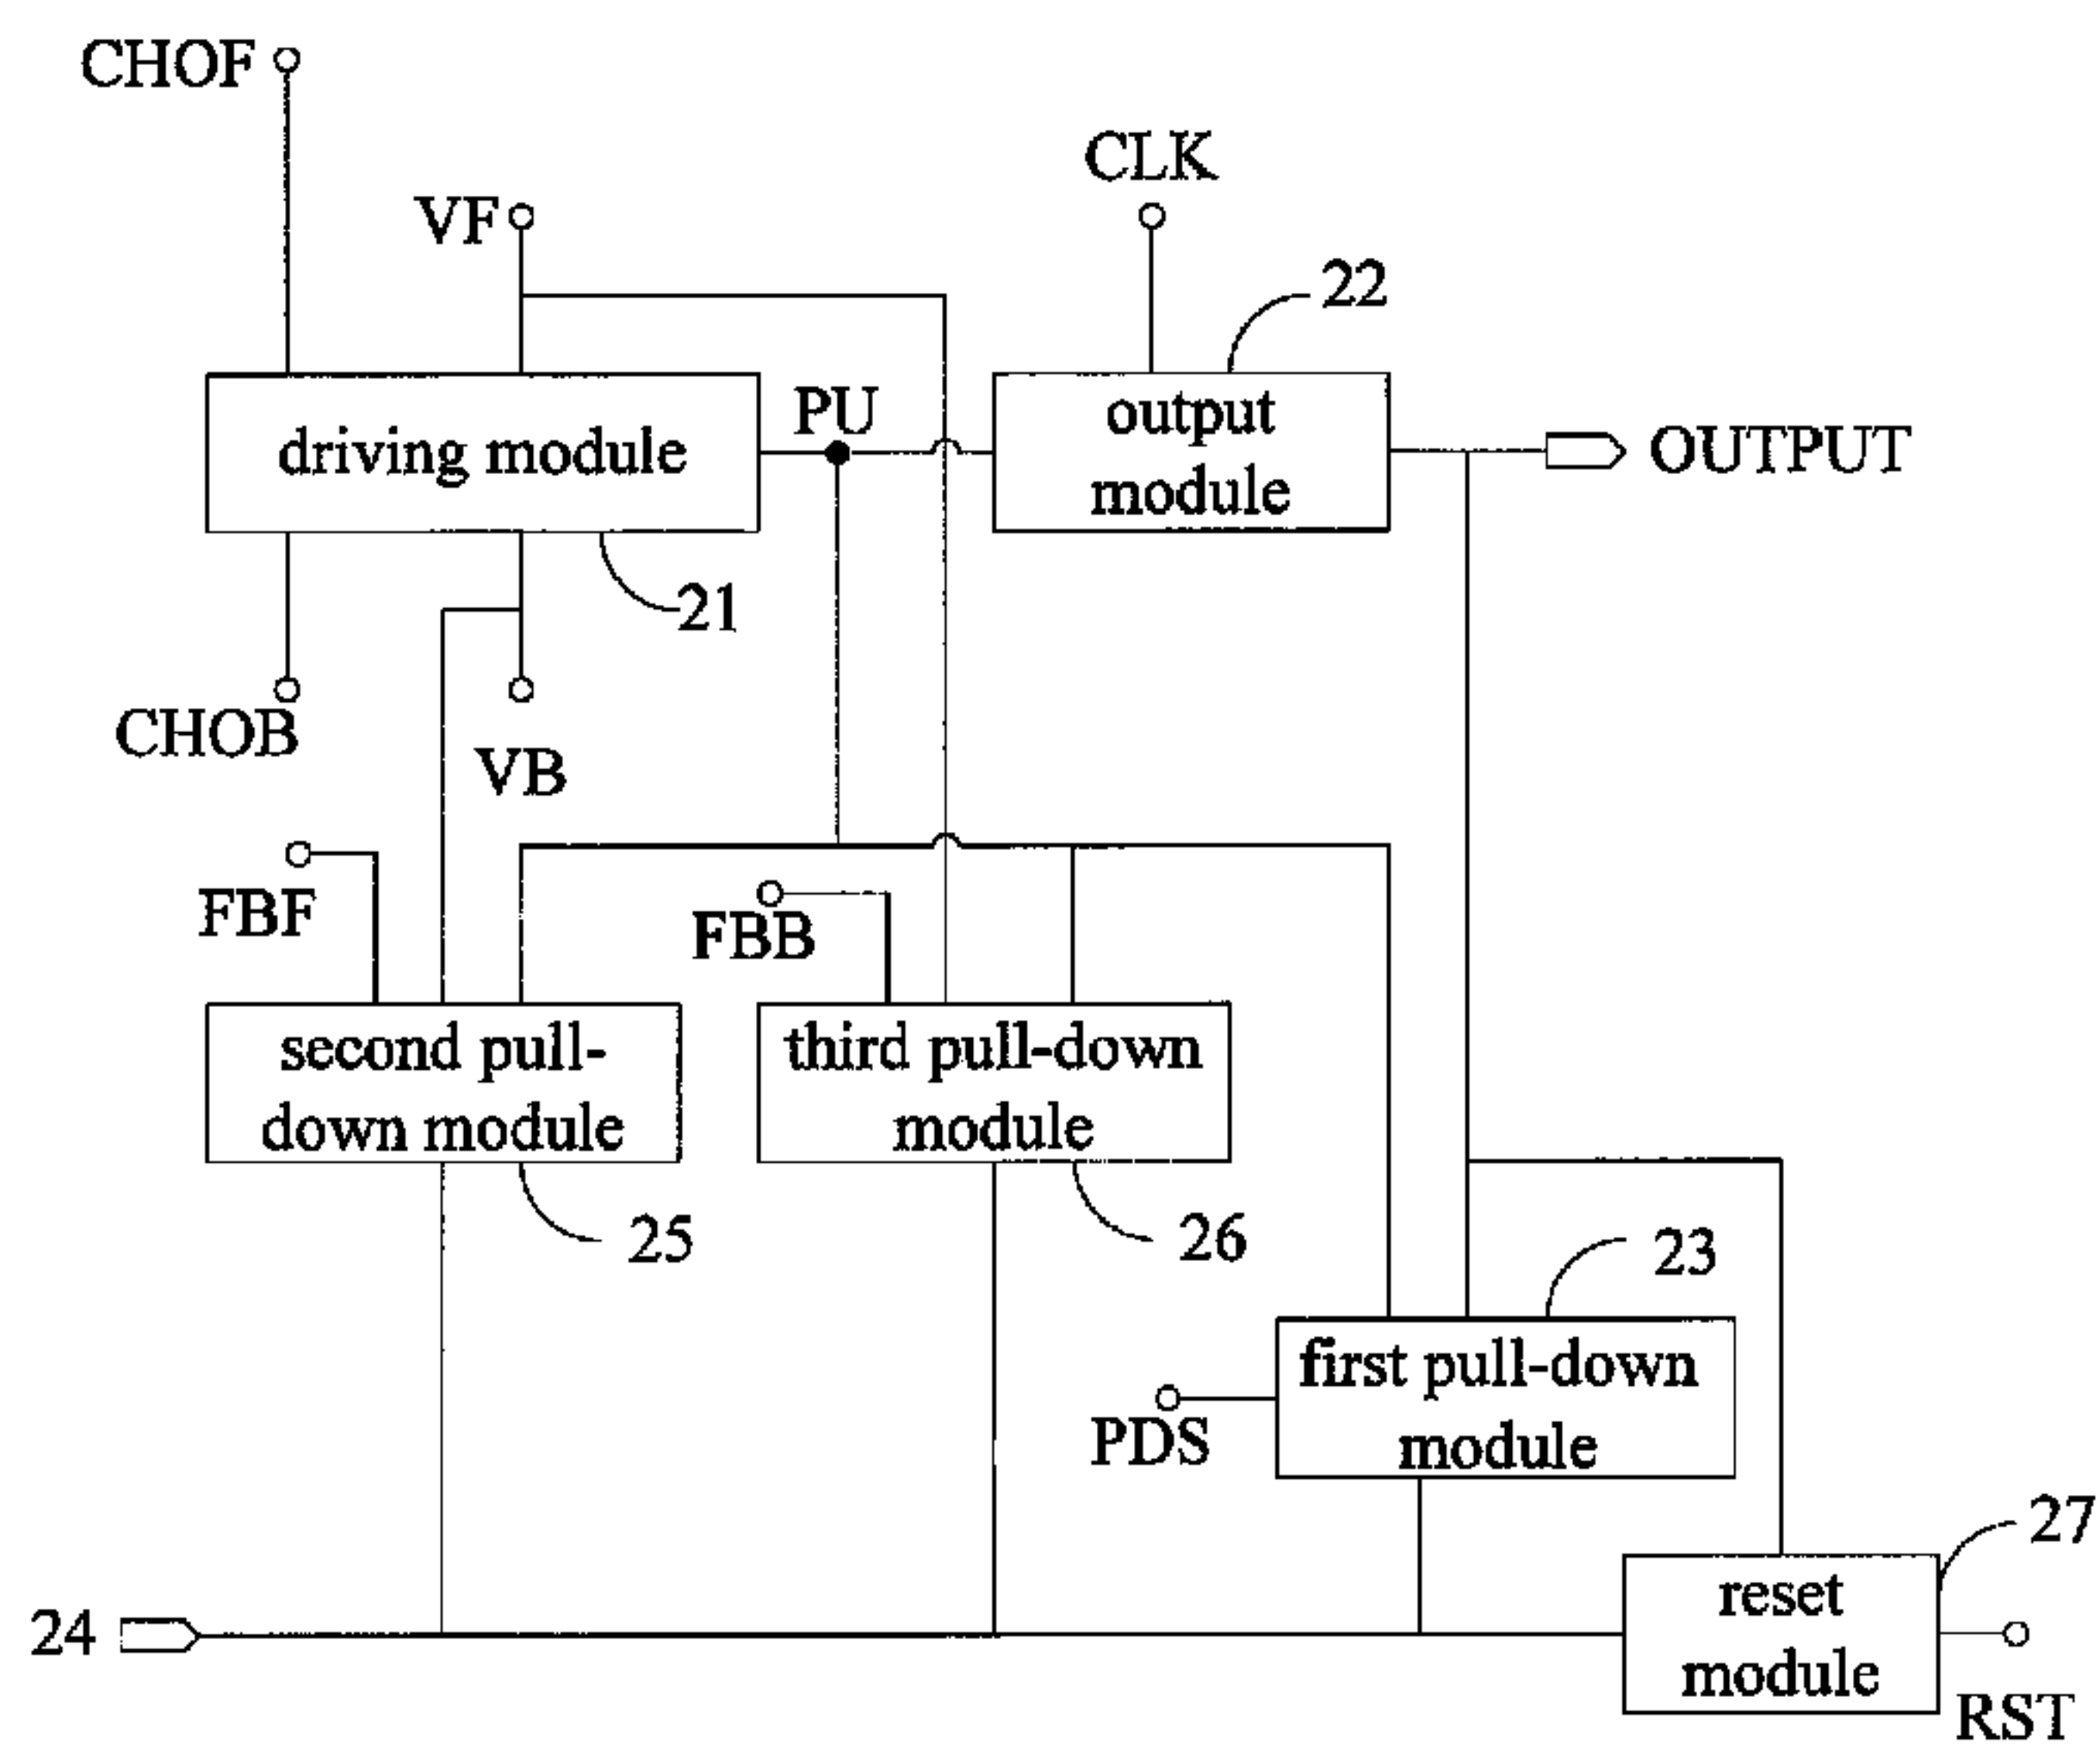 CHOF
VF
CLK
22
driving module
PU
output
module
OUTPUT
21
CHOB
VB
FBF
FBB
second pull-
down module
third pull-down
module
25
26
23
first pull-down
module
PDS
27
24
reset
module
RST